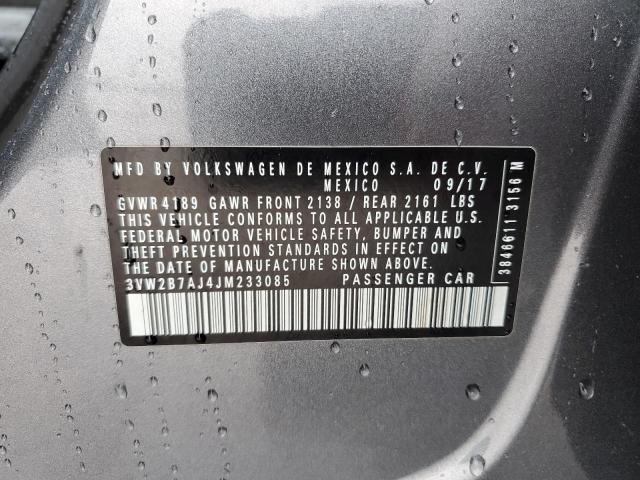 MFD BY VOLKSWAGEN DE MEXICO S.A. DE C.V.
MEXICO 09/17
GVWR 4189 GAWR FRONT 2138 / REAR 2161 LBS
THIS VEHICLE CONFORMS TO ALL APPLICABLE U.S.
FEDERAL MOTOR VEHICLE SAFETY, BUMPER AND
THEFT PREVENTION STANDARDS IN EFFECT ON
THE DATE OF MANUFACTURE SHOWN ABOVE.
3VW2B7AJ4JM233085 PASSENGER CAR
3846611 3156 M